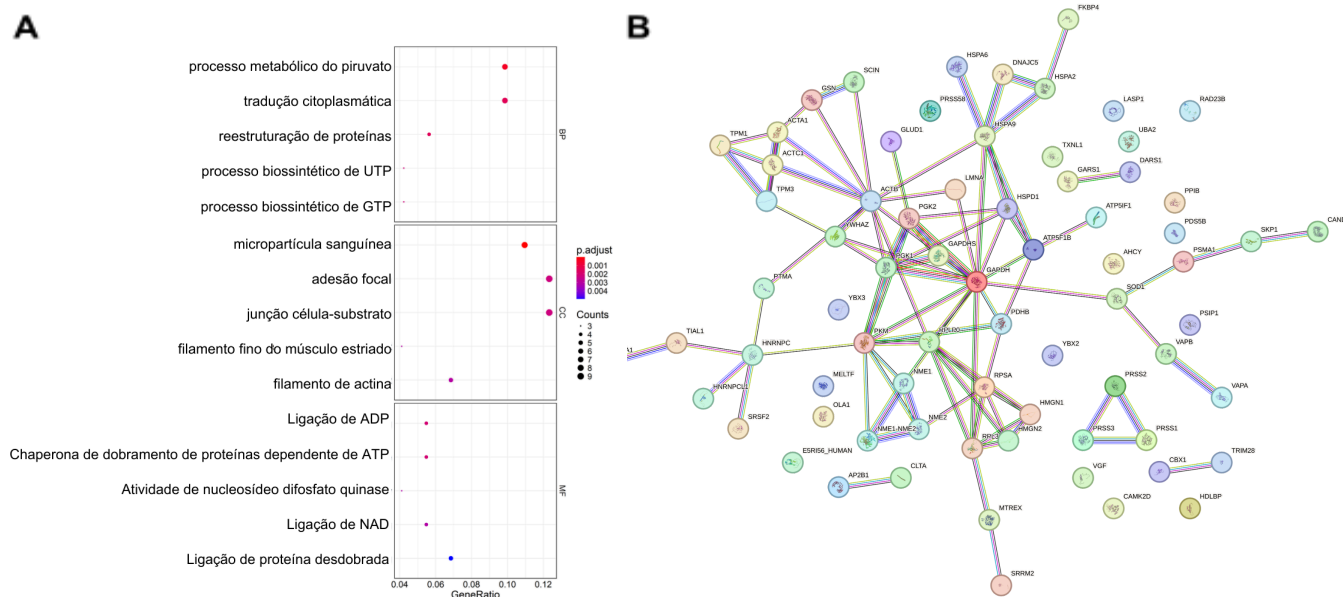 A
processo metabólico do piruvato
tradução citoplasmática
reestruturação de proteínas
processo biossintético de UTP
processo biossintético de GTP
BP
micropartícula sanguínea
adesão focal
junção célula-substrato
filamento fino do músculo estriado
filamento de actina
CC
Ligação de ADP
Chaperona de dobramento de proteínas dependente de ATP
Atividade de nucleosídeo difosfato quinase
Ligação de NAD
Ligação de proteína desdobrada
MF
0.04 0.06 0.08 0.10 0.12
GeneRatio
p.adjust
0.001
0.002
0.003
0.004
Counts
3
4
5
6
7
8
9
B
FKBP4
HSPA6
DNAJC5
HSPA2
SCIN
GSN
PRSS58
LASP1
RAD23B
ACTA1
TPM1
GLUD1
HSPA9
UBA2
ACTC1
TXNL1
GARS1
DARS1
TPM3
ACTB
LMNA
HSPD1
PPIB
PGK2
ATP5IF1
YWHAZ
PDS5B
CAND
SKP1
GAPDHS
ATP5F1B
PSMA1
PGK1
GAPDH
AHCY
PTMA
SOD1
YBX3
PDHB
PSIP1
TIAL1
A1
HNRNPC
PKM
RPLP0
YBX2
VAPB
MELTF
NME1
RPSA
PRSS2
VAPA
HNRNPCL1
OLA1
HMGN1
SRSF2
NME1-NME2
NME2
RPL3
HMGN2
PRSS3
PRSS1
E5RI56_HUMAN
AP2B1
CLTA
VGF
CBX1
TRIM28
CAMK2D
HDLBP
MTREX
SRRM2